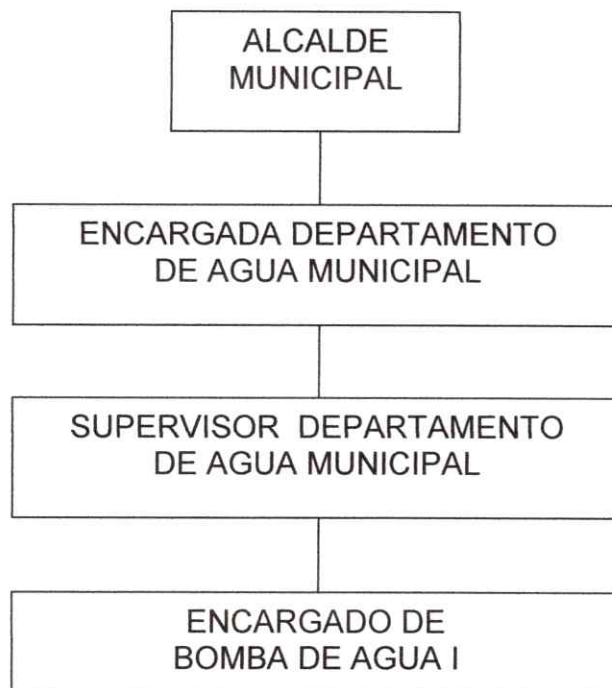 ALCALDE
MUNICIPAL
ENCARGADA DEPARTAMENTO
DE AGUA MUNICIPAL
SUPERVISOR DEPARTAMENTO
DE AGUA MUNICIPAL
ENCARGADO DE
BOMBA DE AGUA I